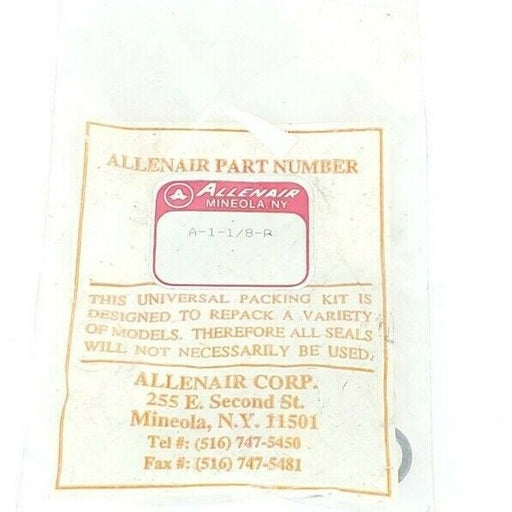 ALLENAIR PART NUMBER
A ALLENAIR
MINEOLA, NY
A-1-1/8-R
THIS UNIVERSAL PACKING KIT IS
DESIGNED TO REPACK A VARIETY
OF MODELS. THEREFORE ALL SEALS
WILL NOT NECESSARILY BE USED.
ALLENAIR CORP.
255 E. Second St.
Mineola, N.Y. 11501
Tel #: (516) 747-5450
Fax #: (516) 747-5481